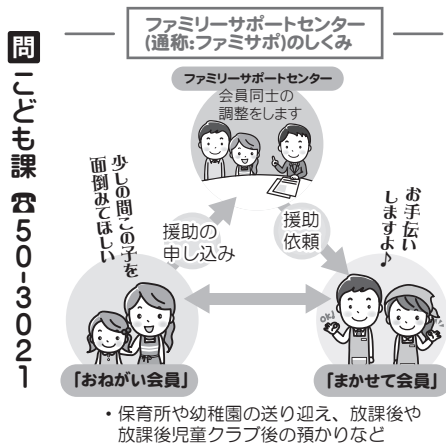 問 こども課 ☎50-3021
ファミリーサポートセンター
(通称:ファミサポ)のしくみ
ファミリーサポートセンター
会員同士の
調整をします
少しの間この子を
面倒みてほしい
お手伝い
しますよ♪
援助の
申し込み
援助
依頼
OK!
「おねがい会員」
「まかせて会員」
・保育所や幼稚園の送り迎え、放課後や
放課後児童クラブ後の預かりなど